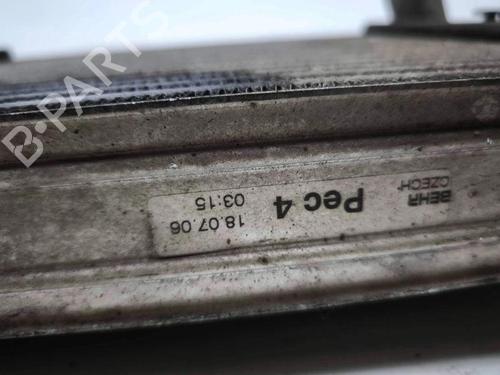 BEHR
CZECH
Pec 4
18.07.06
03:15
B-PARTS